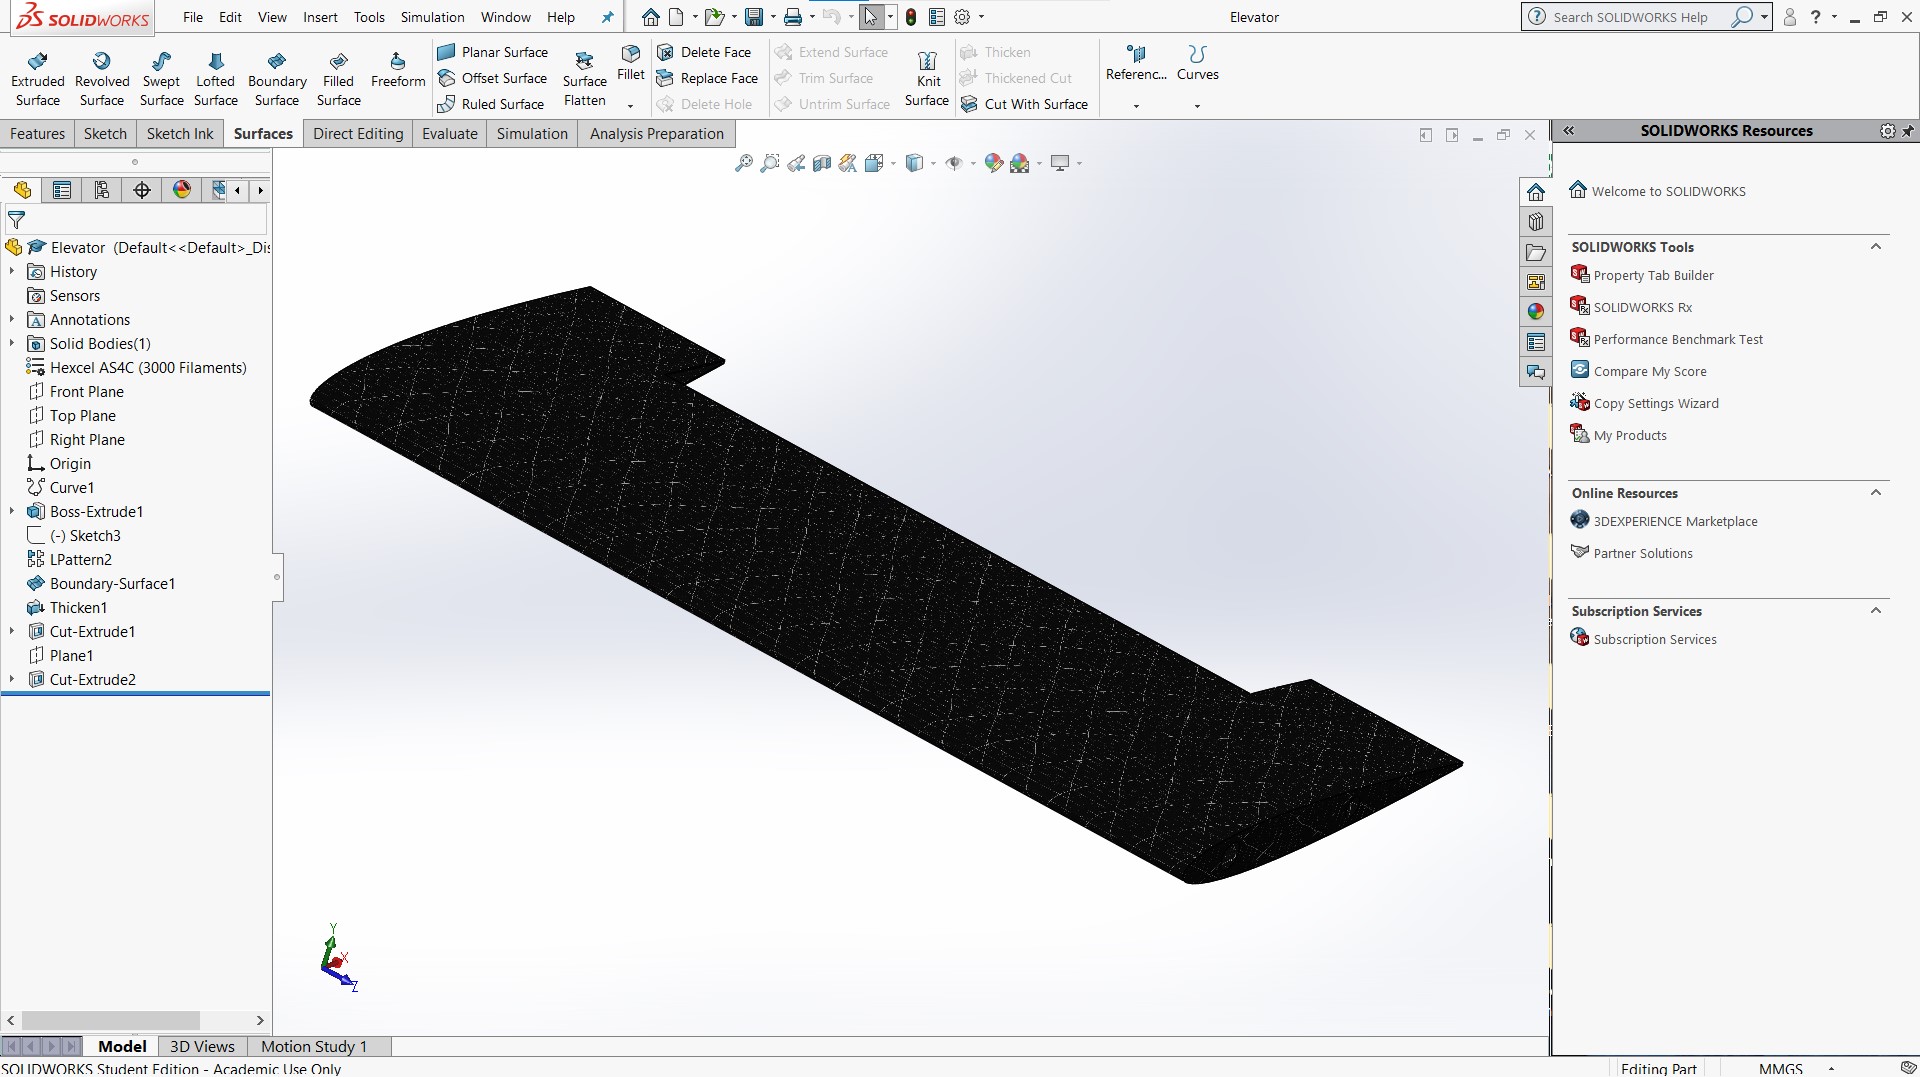 SOLIDWORKS
File Edit View Insert Tools Simulation Window Help
Elevator
Search SOLIDWORKS Help
?
Extruded Surface
Revolved Surface
Swept Surface
Lofted Surface
Boundary Surface
Filled Surface
Freeform
Planar Surface
Offset Surface
Ruled Surface
Surface Flatten
Fillet
Delete Face
Replace Face
Delete Hole
Extend Surface
Trim Surface
Untrim Surface
Knit Surface
Thicken
Thickened Cut
Cut With Surface
Referenc...
Curves
Features Sketch Sketch Ink Surfaces Direct Editing Evaluate Simulation Analysis Preparation
Elevator (Default<<Default>_Dis
History
Sensors
Annotations
Solid Bodies(1)
Hexcel AS4C (3000 Filaments)
Front Plane
Top Plane
Right Plane
Origin
Curve1
Boss-Extrude1
(-) Sketch3
LPattern2
Boundary-Surface1
Thicken1
Cut-Extrude1
Plane1
Cut-Extrude2
Y
X
Z
SOLIDWORKS Resources
Welcome to SOLIDWORKS
SOLIDWORKS Tools
Property Tab Builder
SOLIDWORKS Rx
Performance Benchmark Test
Compare My Score
Copy Settings Wizard
My Products
Online Resources
3DEXPERIENCE Marketplace
Partner Solutions
Subscription Services
Subscription Services
Model 3D Views Motion Study 1
SOLIDWORKS Student Edition - Academic Use Only
Editing Part
MMGS